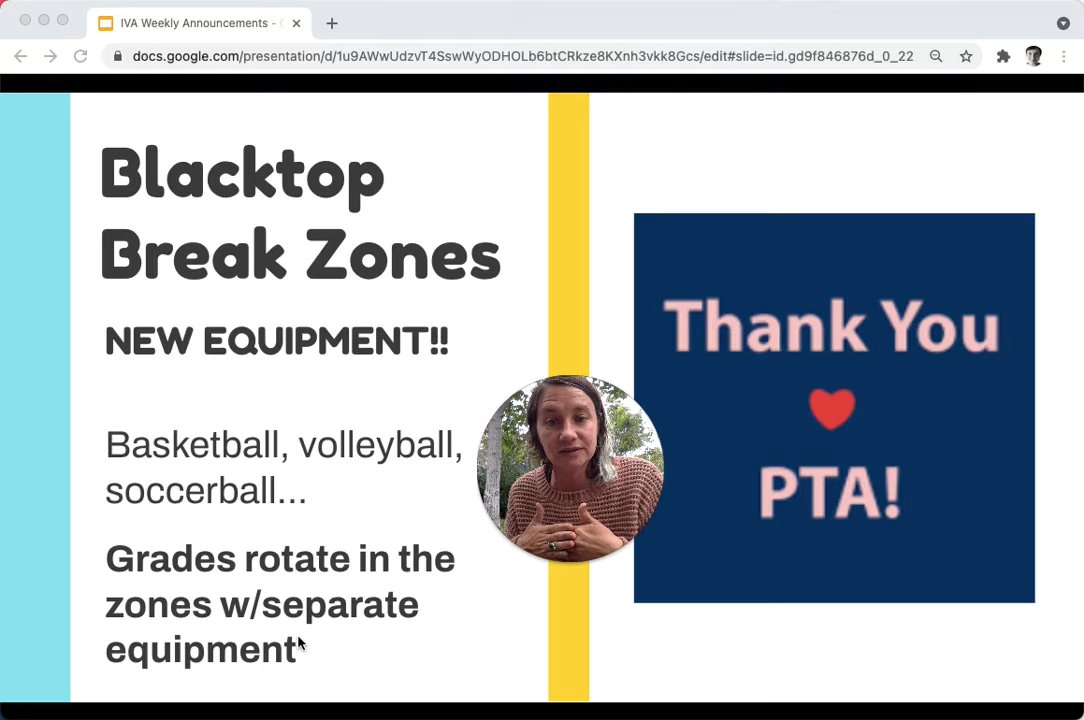 IVA Weekly Announcements -
docs.google.com/presentation/d/1u9AWwUdzvT4SswWyODHOLb6btCRkze8KXnh3vkk8Gcs/edit#slide=id.gd9f846876d_0_22
Blacktop
Break Zones
NEW EQUIPMENT!!
Basketball, volleyball,
soccerball...
Grades rotate in the
zones w/separate
equipment
Thank You
PTA!